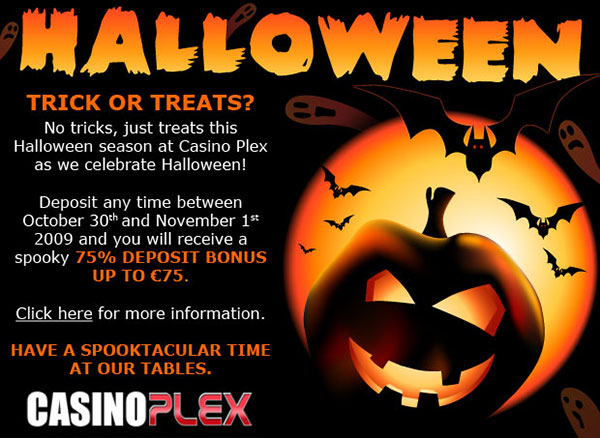 HALLOWEEN
TRICK OR TREATS?
No tricks, just treats this
Halloween season at Casino Plex
as we celebrate Halloween!
Deposit any time between
October 30th and November 1st
2009 and you will receive a
spooky 75% DEPOSIT BONUS
UP TO €75.
Click here for more information.
HAVE A SPOOKTACULAR TIME
AT OUR TABLES.
CASINOPLEX